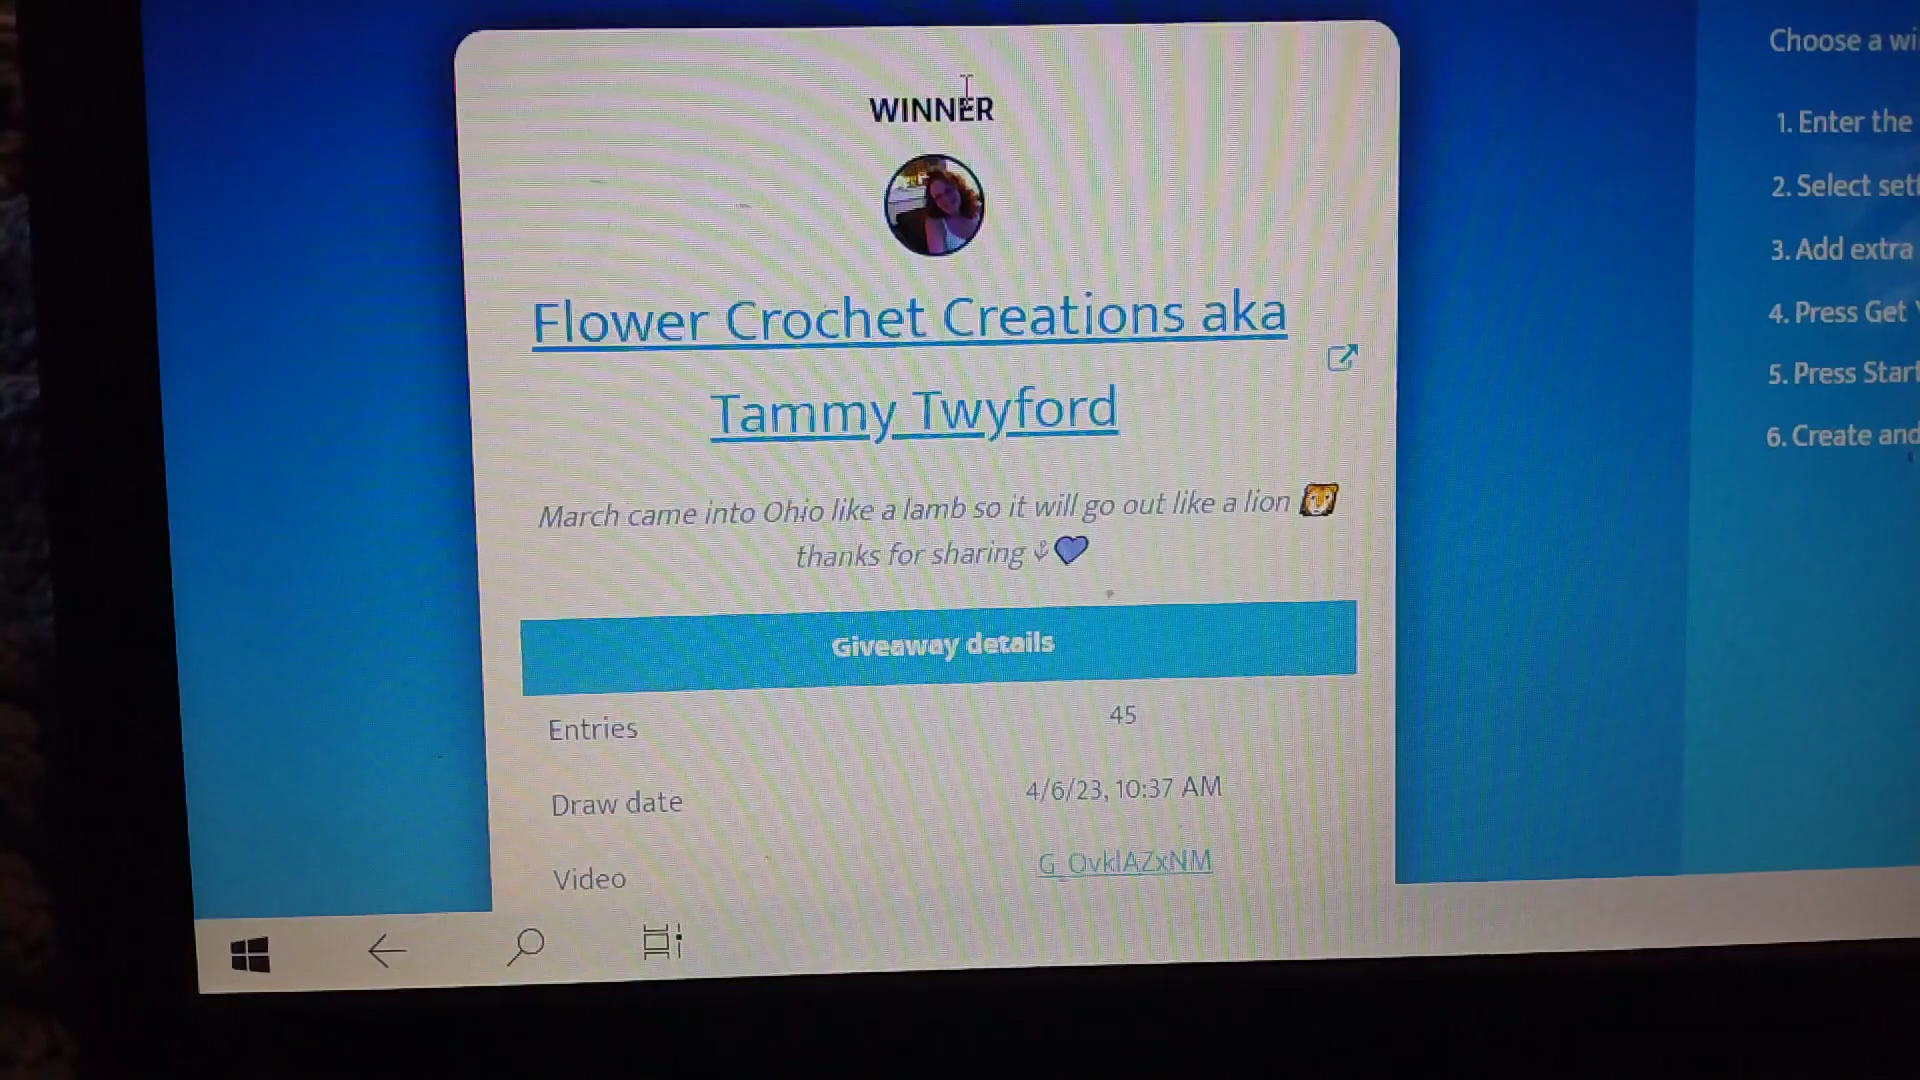 WINNER
Flower Crochet Creations aka
Tammy Twyford
March came into Ohio like a lamb so it will go out like a lion 🦁
thanks for sharing ⚘💙
Giveaway details
Entries 45
Draw date 4/6/23, 10:37 AM
Video G_OvklAZxNM
Choose a wi
1. Enter the
2. Select sett
3. Add extra
4. Press Get
5. Press Start
6. Create and